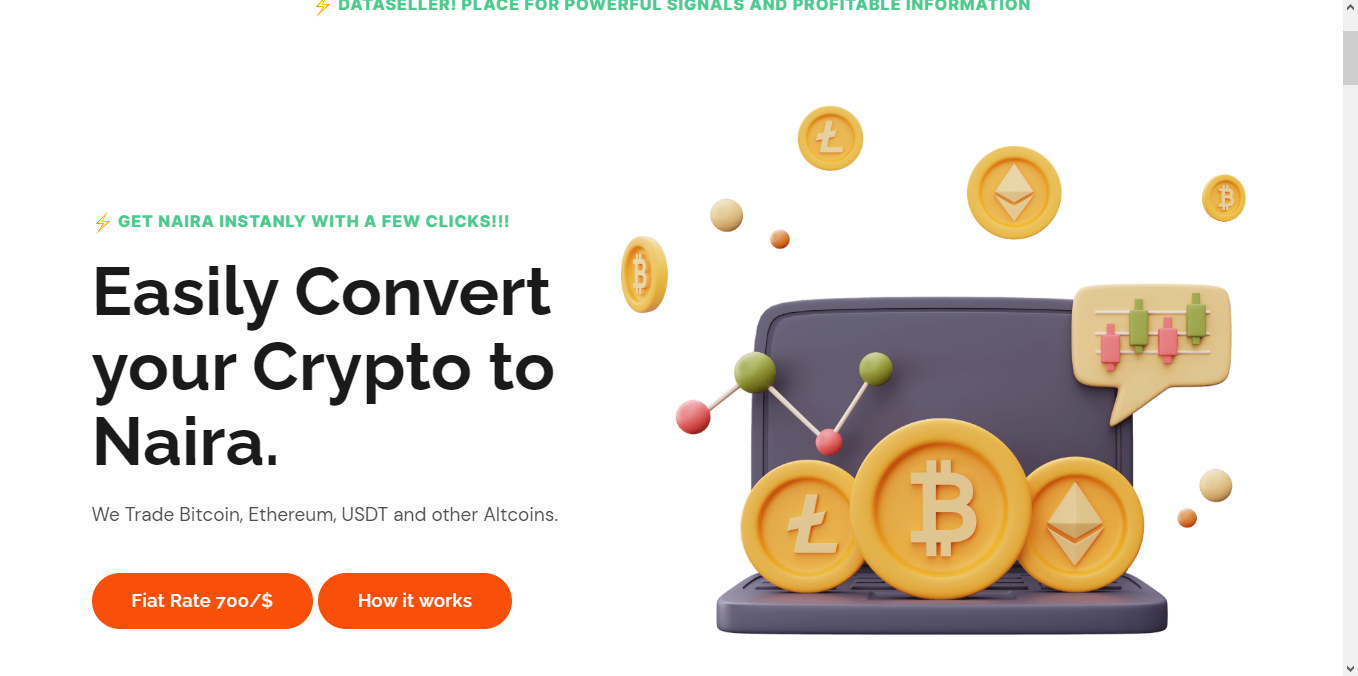 ⚡ DATASELLER! PLACE FOR POWERFUL SIGNALS AND PROFITABLE INFORMATION
⚡ GET NAIRA INSTANLY WITH A FEW CLICKS!!!
Easily Convert
your Crypto to
Naira.
We Trade Bitcoin, Ethereum, USDT and other Altcoins.
Fiat Rate 700/$
How it works